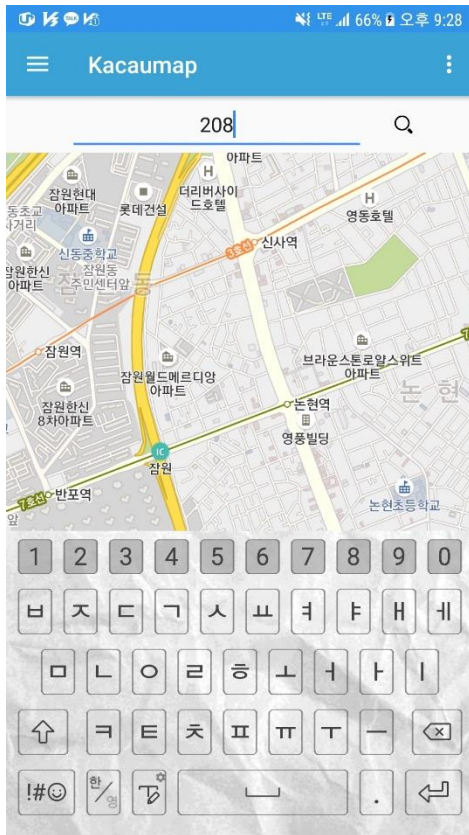 LTE 66% 오후 9:28
Kacaumap
208
아파트
H
H
잠원현대
아파트
롯데건설
더리버사이
드호텔
영동호텔
동초교
사거리
3호선
신사역
신동중학교
잠원한신
아파트
잠원동
주민센터앞
잠 원 동
잠원역
잠원월드메르디앙
아파트
브라운스톤로얄스위트
아파트
논 현
잠원한신
8차아파트
논현역
영풍빌딩
IC
잠원
7호선
반포역
논현초등학교
앞
1 2 3 4 5 6 7 8 9 0
ㅂ ㅈ ㄷ ㄱ ㅅ ㅛ ㅕ ㅑ ㅐ ㅔ
ㅁ ㄴ ㅇ ㄹ ㅎ ㅗ ㅓ ㅏ ㅣ
ㅋ ㅌ ㅊ ㅍ ㅠ ㅜ ㅡ
!#☺ 한/영 .